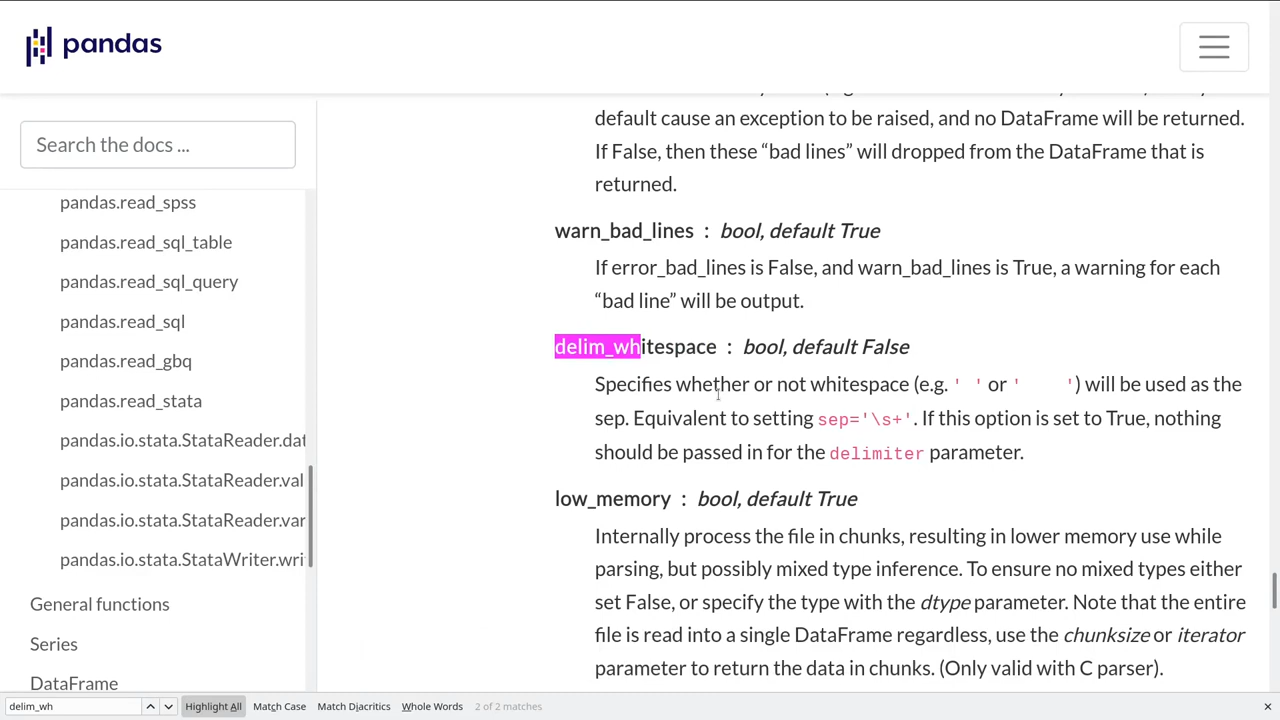 pandas
Search the docs ...
pandas.read_spss
pandas.read_sql_table
pandas.read_sql_query
pandas.read_sql
pandas.read_gbq
pandas.read_stata
pandas.io.stata.StataReader.dat
pandas.io.stata.StataReader.val
pandas.io.stata.StataReader.var
pandas.io.stata.StataWriter.wri
General functions
Series
DataFrame
default cause an exception to be raised, and no DataFrame will be returned.
If False, then these “bad lines” will dropped from the DataFrame that is
returned.
warn_bad_lines : bool, default True
If error_bad_lines is False, and warn_bad_lines is True, a warning for each
“bad line” will be output.
delim_whitespace : bool, default False
Specifies whether or not whitespace (e.g. ' ' or '    ') will be used as the
sep. Equivalent to setting sep='\s+'. If this option is set to True, nothing
should be passed in for the delimiter parameter.
low_memory : bool, default True
Internally process the file in chunks, resulting in lower memory use while
parsing, but possibly mixed type inference. To ensure no mixed types either
set False, or specify the type with the dtype parameter. Note that the entire
file is read into a single DataFrame regardless, use the chunksize or iterator
parameter to return the data in chunks. (Only valid with C parser).
delim_wh Highlight All Match Case Match Diacritics Whole Words 2 of 2 matches